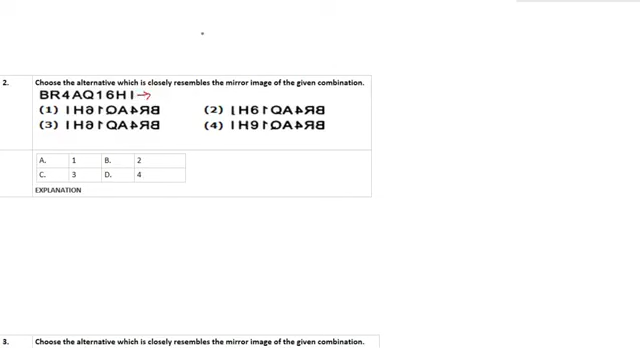 2. Choose the alternative which is closely resembles the mirror image of the given combination.
BR4AQ16HI
(1) (2)
(3) (4)
A. 1 B. 2
C. 3 D. 4
EXPLANATION
3. Choose the alternative which is closely resembles the mirror image of the given combination.